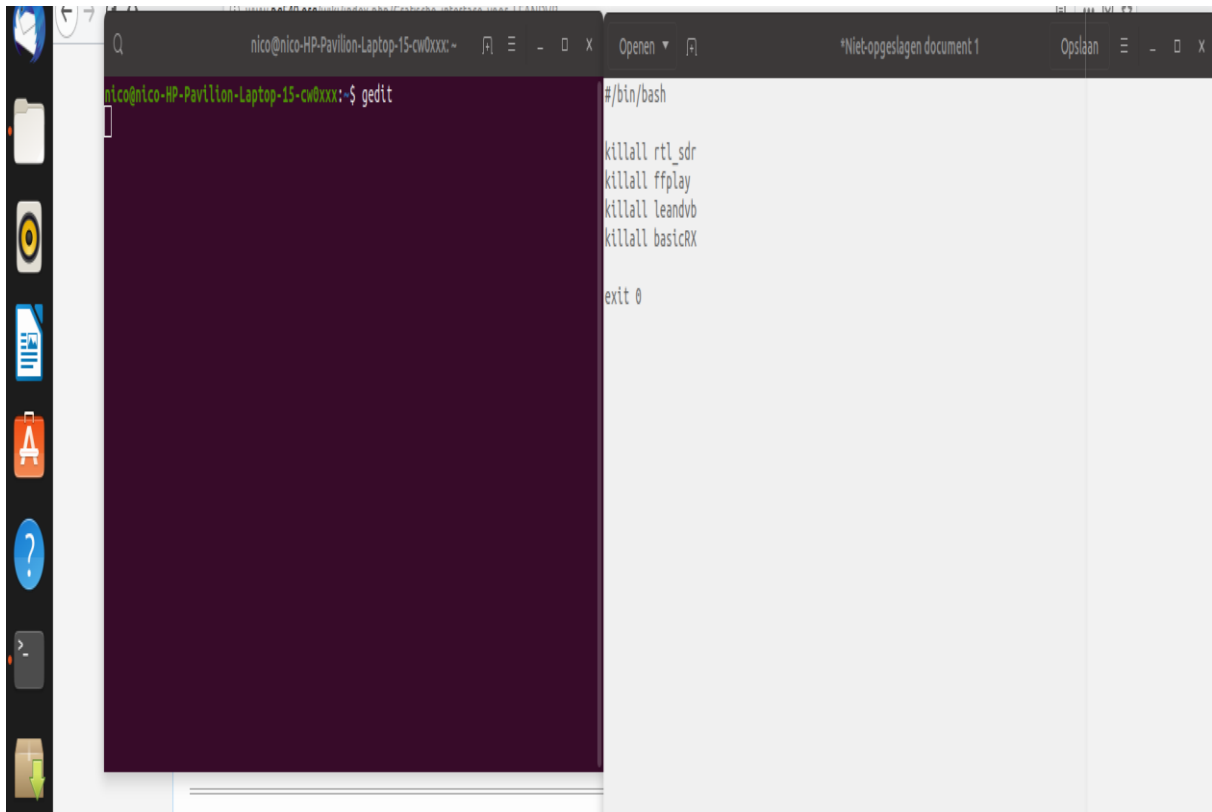 nico@nico-HP-Pavilion-Laptop-15-cw0xxx: ~
nico@nico-HP-Pavilion-Laptop-15-cw0xxx:~$ gedit
Openen
*Niet-opgeslagen document 1
Opslaan
#/bin/bash
killall rtl_sdr
killall ffplay
killall leandvb
killall basicRX
exit 0